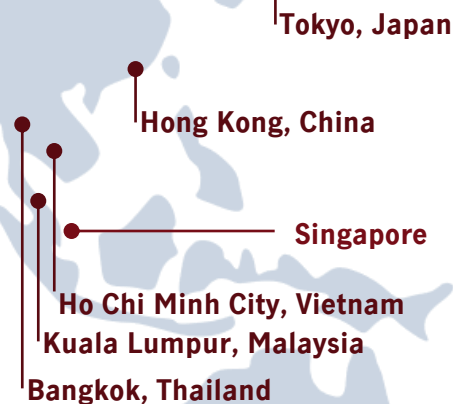 Tokyo, Japan
Hong Kong, China
Singapore
Ho Chi Minh City, Vietnam
Kuala Lumpur, Malaysia
Bangkok, Thailand